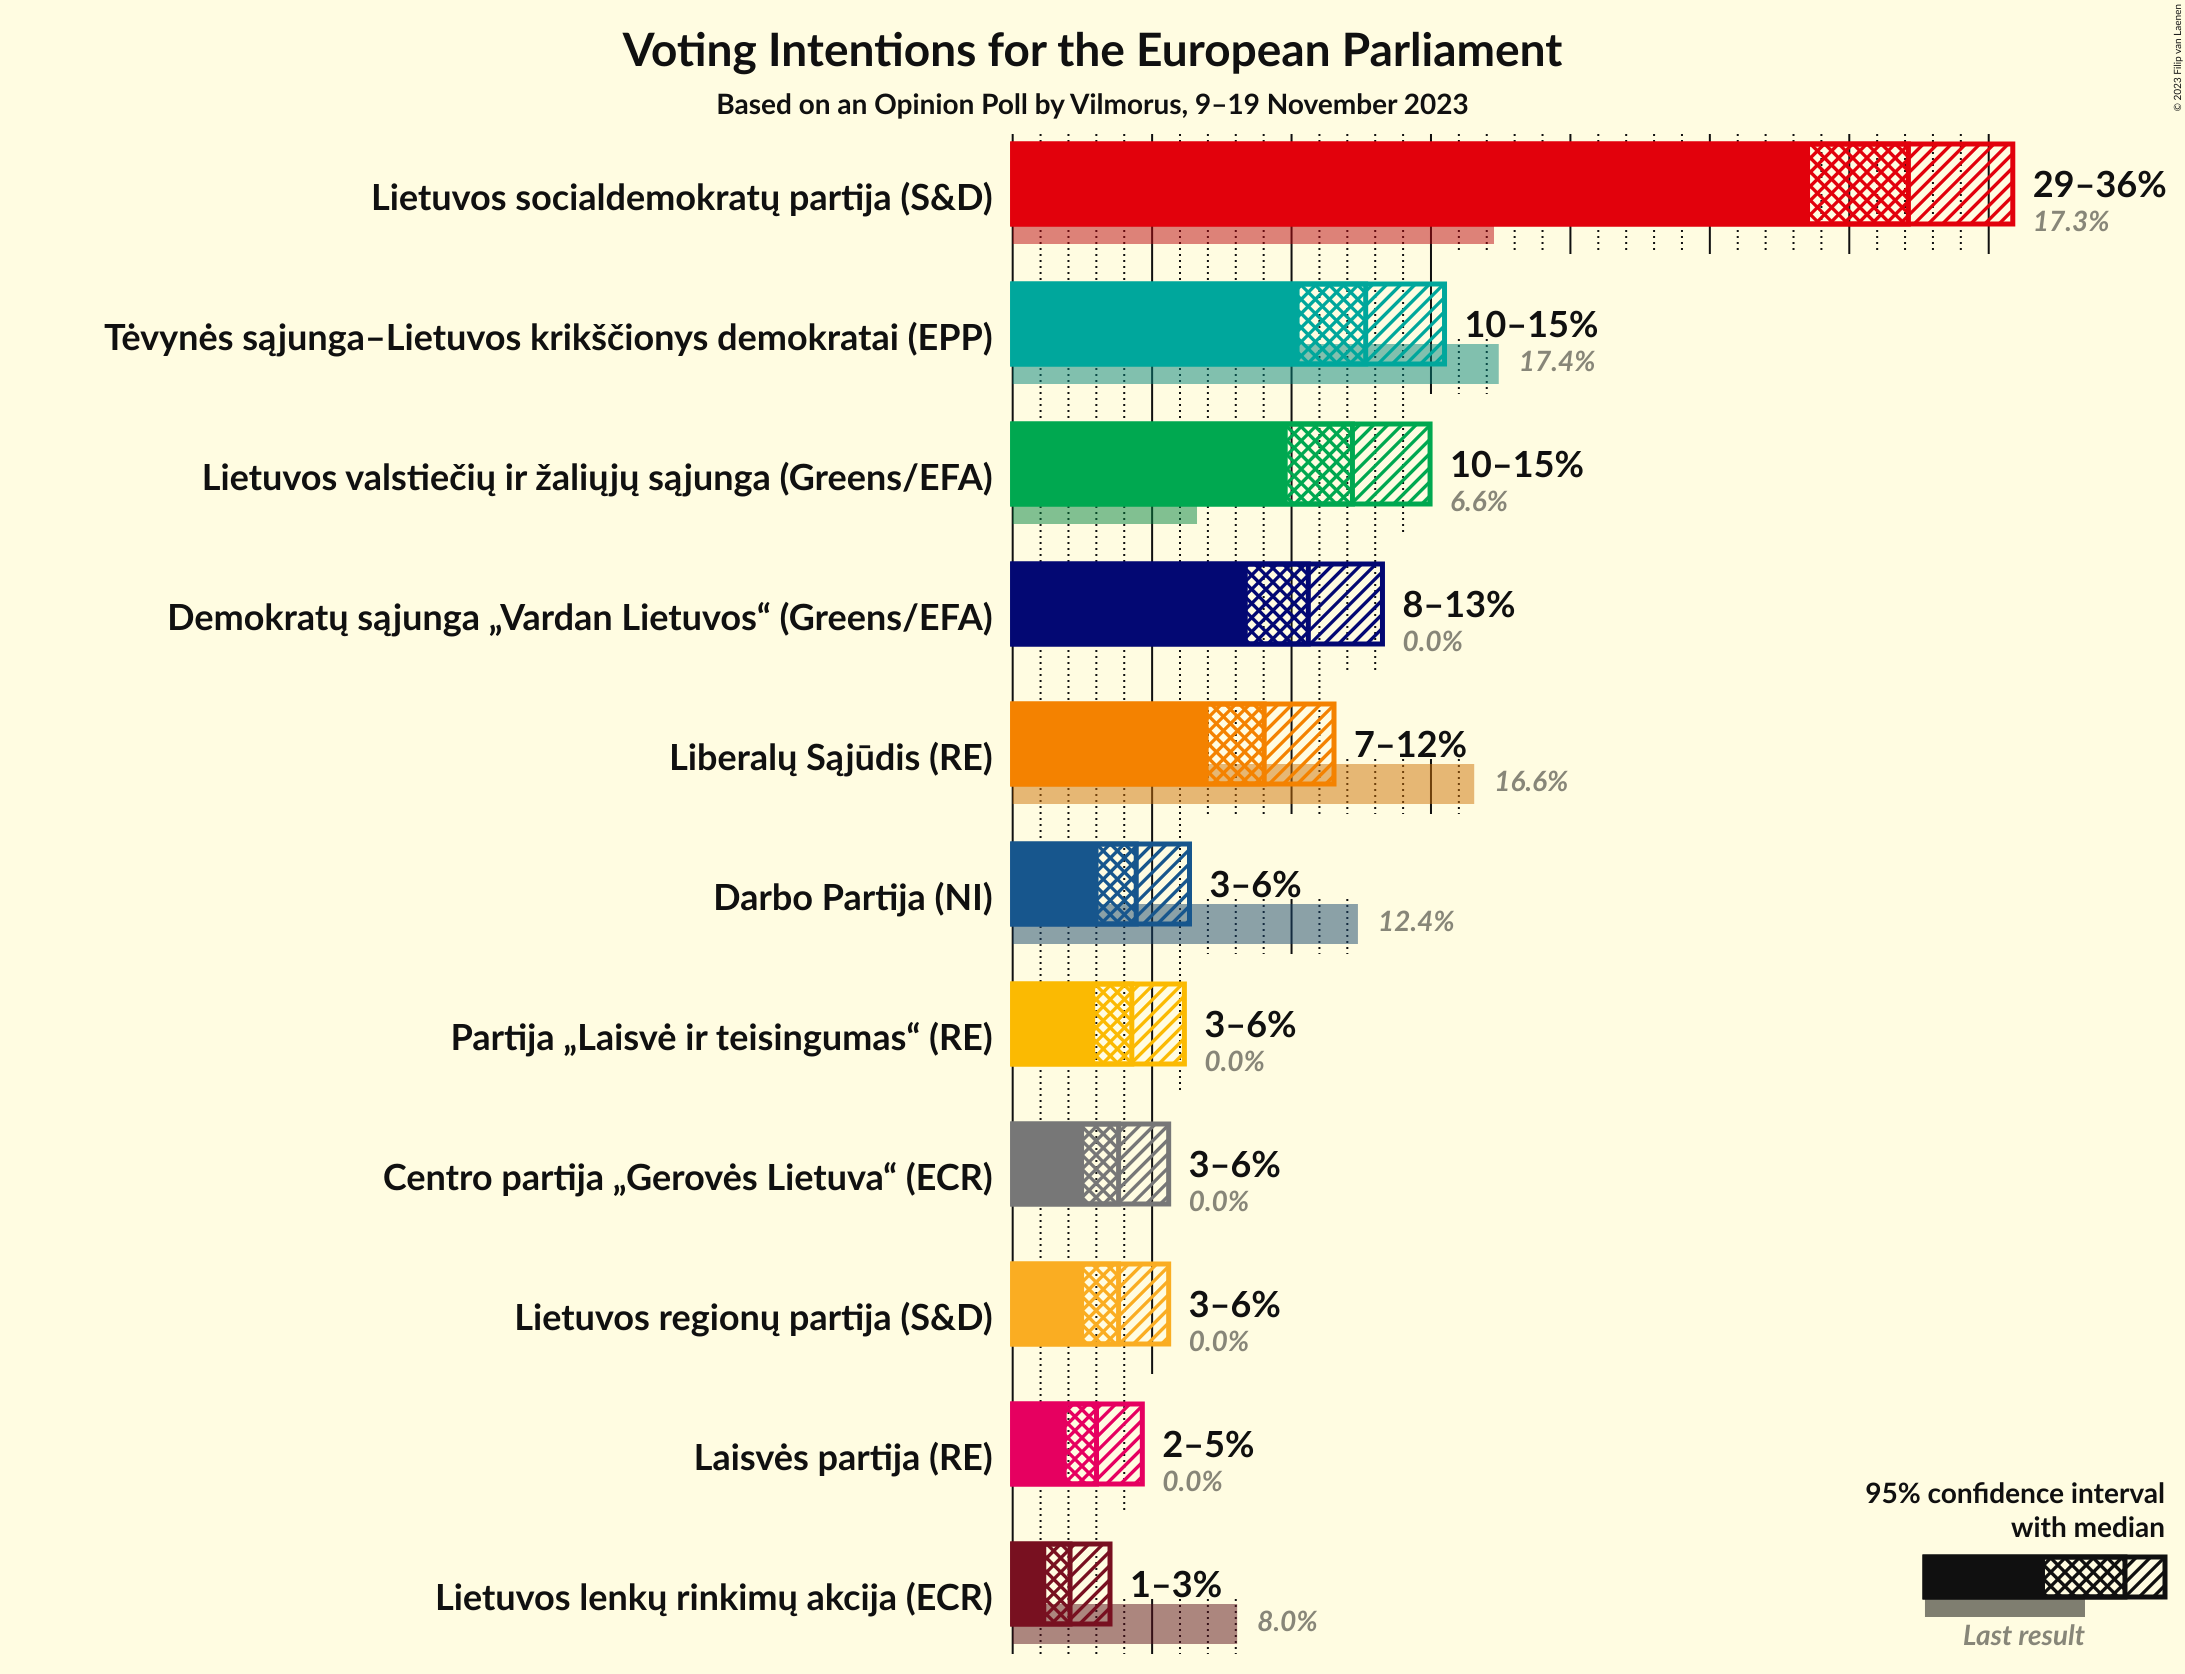 Voting Intentions for the European Parliament
Based on an Opinion Poll by Vilmorus, 9–19 November 2023
© 2023 Filip van Laenen
Lietuvos socialdemokratų partija (S&D)
29–36%
17.3%
Tėvynės sąjunga–Lietuvos krikščionys demokratai (EPP)
10–15%
17.4%
Lietuvos valstiečių ir žaliųjų sąjunga (Greens/EFA)
10–15%
6.6%
Demokratų sąjunga „Vardan Lietuvos“ (Greens/EFA)
8–13%
0.0%
Liberalų Sąjūdis (RE)
7–12%
16.6%
Darbo Partija (NI)
3–6%
12.4%
Partija „Laisvė ir teisingumas“ (RE)
3–6%
0.0%
Centro partija „Gerovės Lietuva“ (ECR)
3–6%
0.0%
Lietuvos regionų partija (S&D)
3–6%
0.0%
Laisvės partija (RE)
2–5%
0.0%
Lietuvos lenkų rinkimų akcija (ECR)
1–3%
8.0%
95% confidence interval
with median
Last result